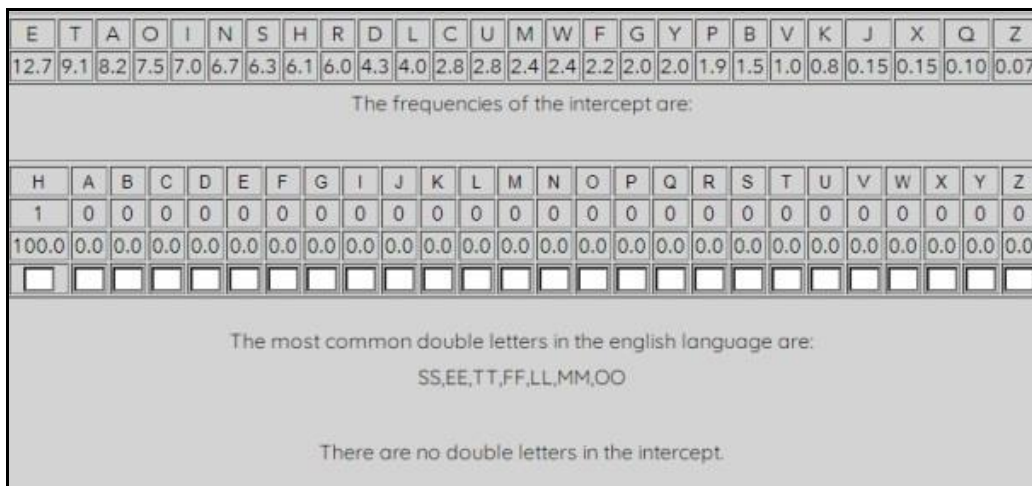 E T A O I N S H R D L C U M W F G Y P B V K J X Q Z
12.7 9.1 8.2 7.5 7.0 6.7 6.3 6.1 6.0 4.3 4.0 2.8 2.8 2.4 2.4 2.2 2.0 2.0 1.9 1.5 1.0 0.8 0.15 0.15 0.10 0.07
The frequencies of the intercept are:
H A B C D E F G I J K L M N O P Q R S T U V W X Y Z
1 0 0 0 0 0 0 0 0 0 0 0 0 0 0 0 0 0 0 0 0 0 0 0 0 0
100.0 0.0 0.0 0.0 0.0 0.0 0.0 0.0 0.0 0.0 0.0 0.0 0.0 0.0 0.0 0.0 0.0 0.0 0.0 0.0 0.0 0.0 0.0 0.0 0.0 0.0
The most common double letters in the english language are:
SS,EE,TT,FF,LL,MM,OO
There are no double letters in the intercept.